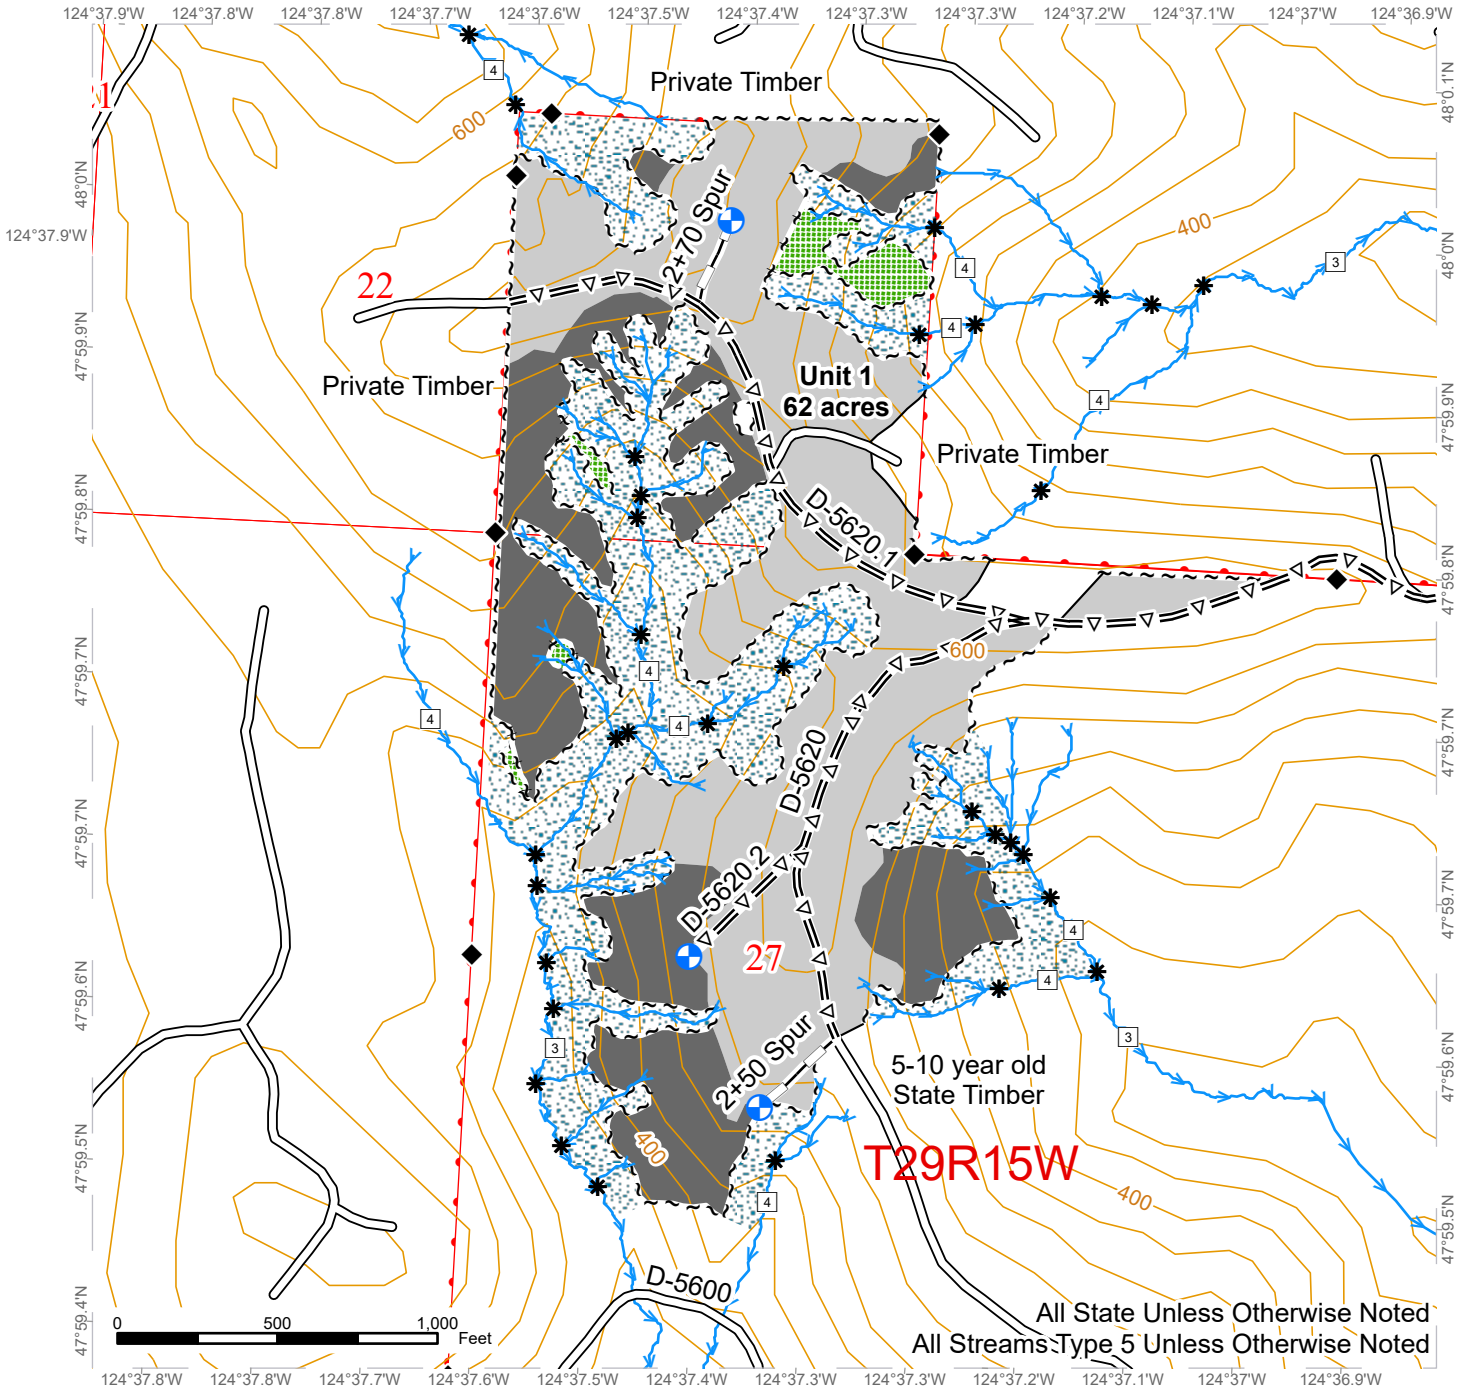 124°37.9'W 124°37.8'W 124°37.8'W 124°37.7'W 124°37.6'W 124°37.5'W 124°37.4'W 124°37.3'W 124°37.3'W 124°37.2'W 124°37.1'W 124°37'W 124°36.9'W
48°0.1'N
4
Private Timber
21
600
48°0'N
2+70 Spur
400
124°37.9'W
48°0'N
3
4
22
4
47°59.9'N
Private Timber
Unit 1
62 acres
4
47°59.9'N
Private Timber
47°59.8'N
D-5620.1
47°59.8'N
47°59.7'N
600
4
4
4
47°59.7'N
D-5620
47°59.7'N
D-5620.2
47°59.7'N
4
27
4
47°59.6'N
2+50 Spur
3
3
5-10 year old
State Timber
47°59.6'N
400
47°59.5'N
T29R15W
400
4
47°59.5'N
D-5600
47°59.4'N
0 500 1,000
Feet
All State Unless Otherwise Noted
All Streams Type 5 Unless Otherwise Noted
124°37.8'W 124°37.8'W 124°37.7'W 124°37.6'W 124°37.5'W 124°37.4'W 124°37.3'W 124°37.3'W 124°37.2'W 124°37.1'W 124°37'W 124°36.9'W